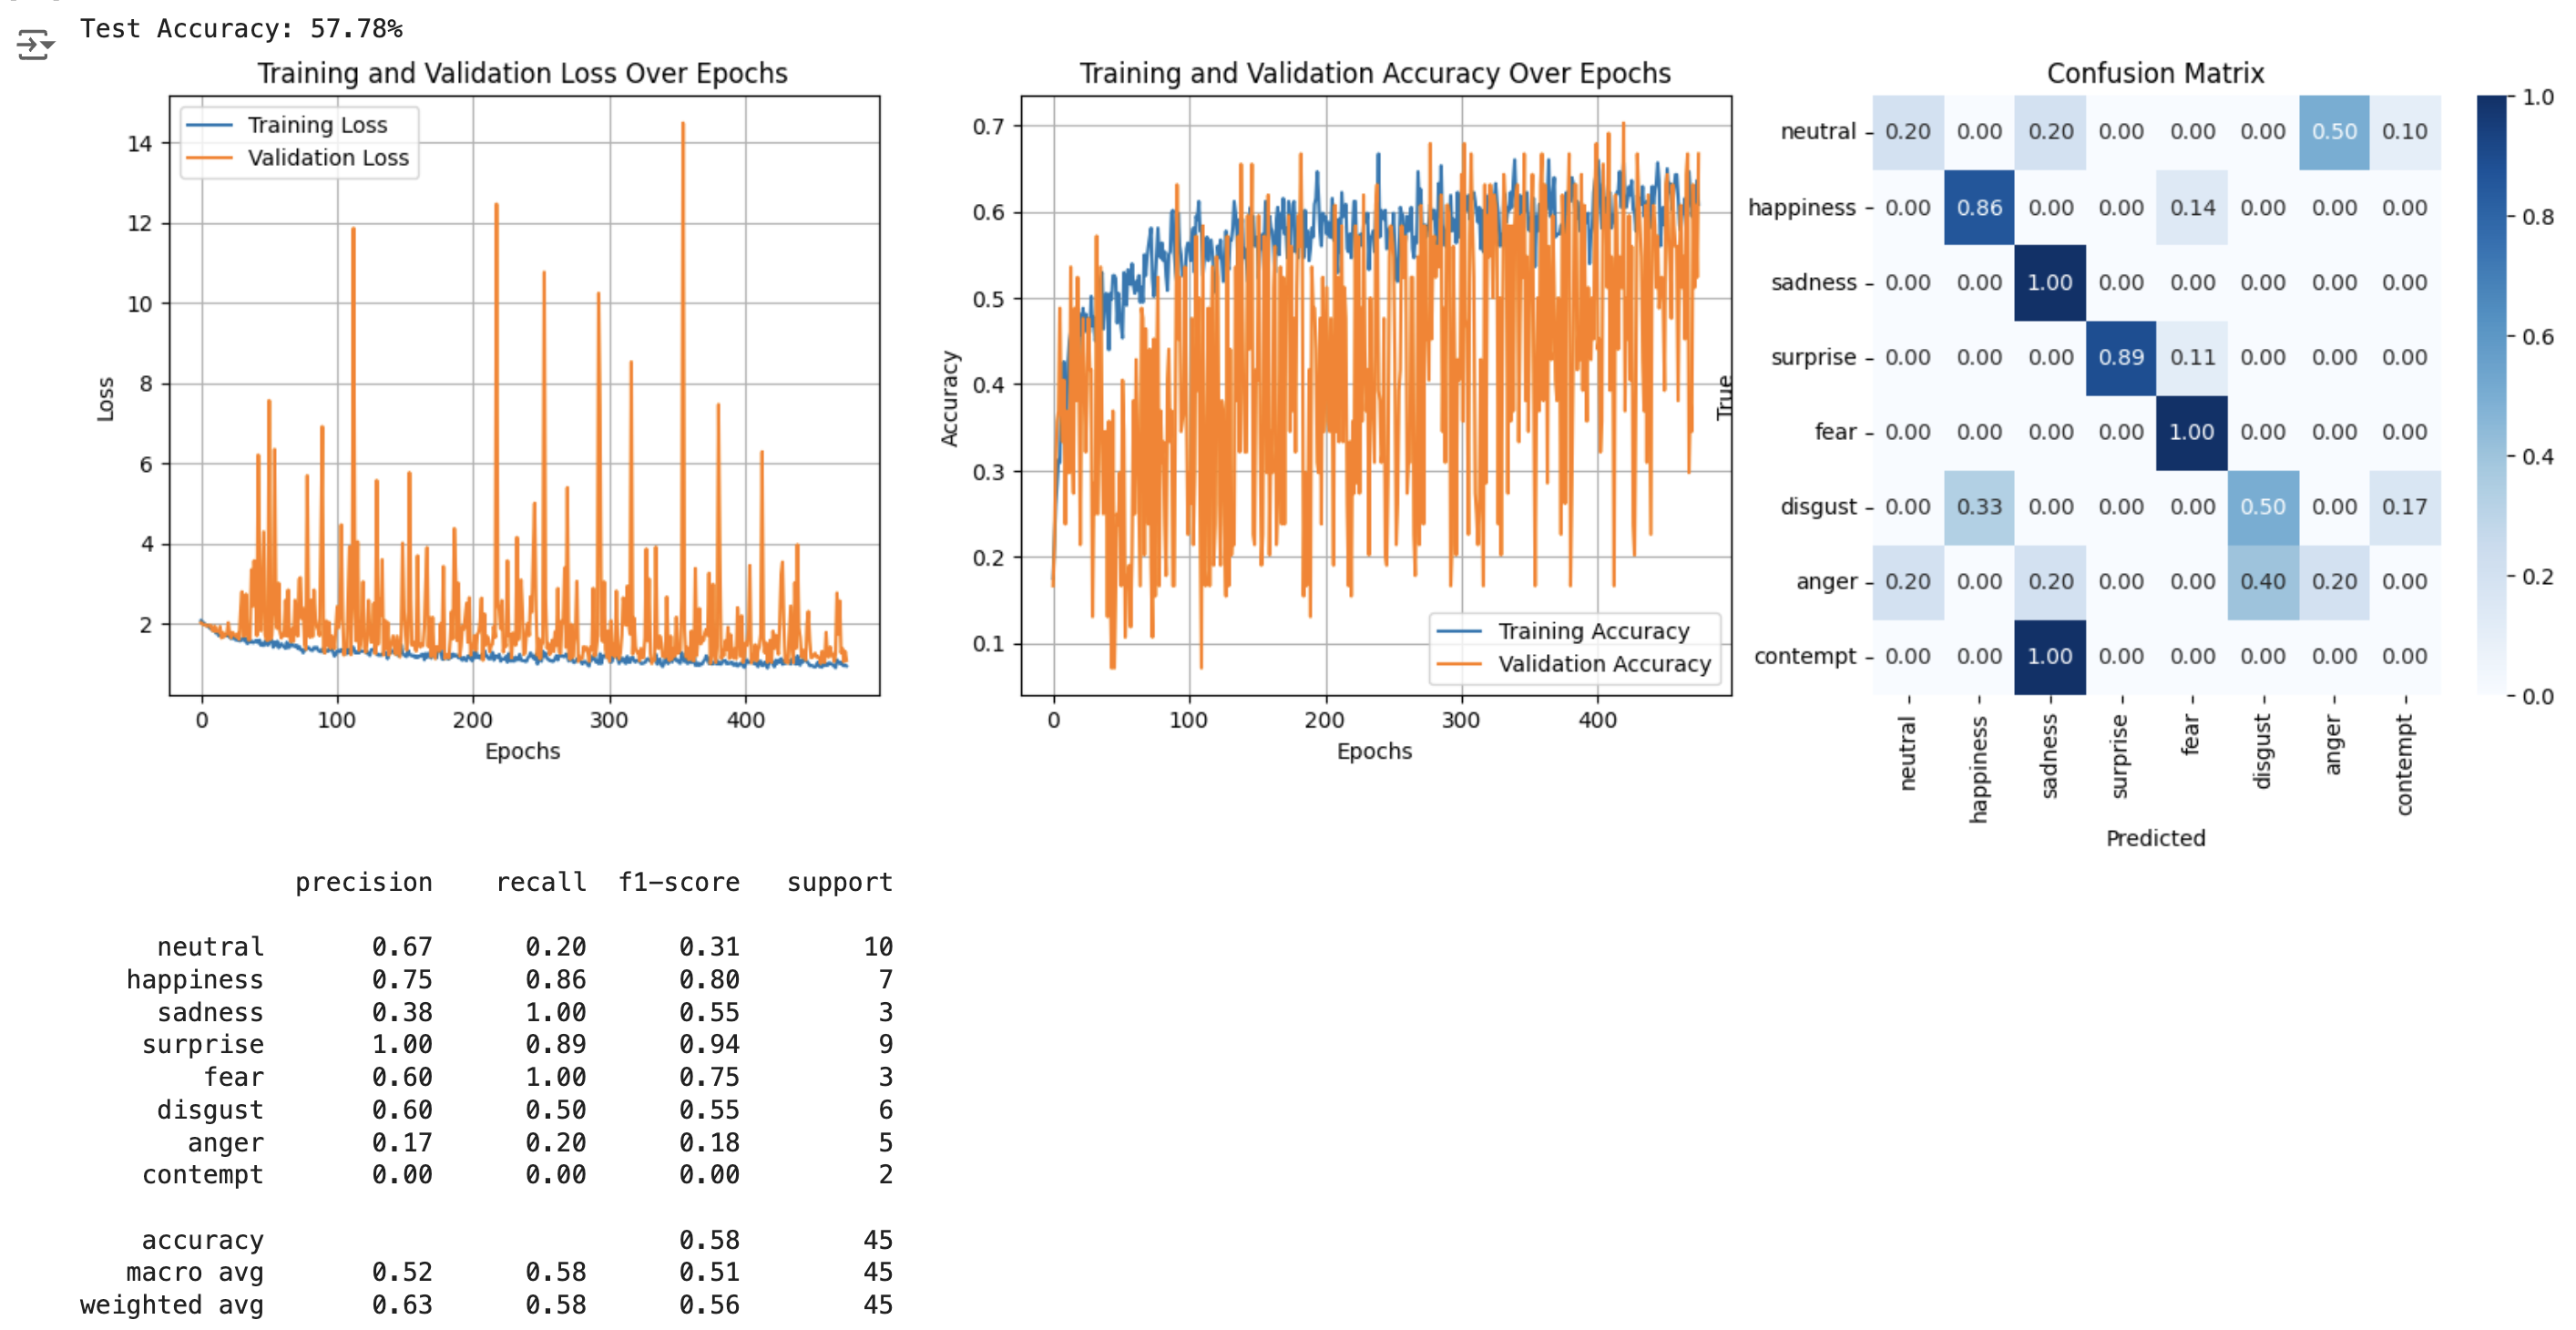 Test Accuracy: 57.78%
Training and Validation Loss Over Epochs
Training Loss
Validation Loss
14
12
10
8
6
4
2
Loss
0 100 200 300 400
Epochs
Training and Validation Accuracy Over Epochs
0.7
0.6
0.5
0.4
0.3
0.2
0.1
Accuracy
Training Accuracy
Validation Accuracy
0 100 200 300 400
Epochs
Confusion Matrix
True
neutral 0.20 0.00 0.20 0.00 0.00 0.00 0.50 0.10
happiness 0.00 0.86 0.00 0.00 0.14 0.00 0.00 0.00
sadness 0.00 0.00 1.00 0.00 0.00 0.00 0.00 0.00
surprise 0.00 0.00 0.00 0.89 0.11 0.00 0.00 0.00
fear 0.00 0.00 0.00 0.00 1.00 0.00 0.00 0.00
disgust 0.00 0.33 0.00 0.00 0.00 0.50 0.00 0.17
anger 0.20 0.00 0.20 0.00 0.00 0.40 0.20 0.00
contempt 0.00 0.00 1.00 0.00 0.00 0.00 0.00 0.00
neutral happiness sadness surprise fear disgust anger contempt
Predicted
1.0
0.8
0.6
0.4
0.2
0.0
precision recall f1-score support
neutral 0.67 0.20 0.31 10
happiness 0.75 0.86 0.80 7
sadness 0.38 1.00 0.55 3
surprise 1.00 0.89 0.94 9
fear 0.60 1.00 0.75 3
disgust 0.60 0.50 0.55 6
anger 0.17 0.20 0.18 5
contempt 0.00 0.00 0.00 2
accuracy 0.58 45
macro avg 0.52 0.58 0.51 45
weighted avg 0.63 0.58 0.56 45